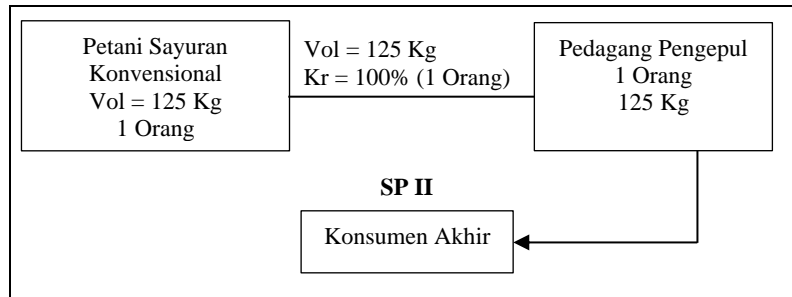 Petani Sayuran
Konvensional
Vol = 125 Kg
1 Orang
Vol = 125 Kg
Kr = 100% (1 Orang)
Pedagang Pengepul
1 Orang
125 Kg
SP II
Konsumen Akhir